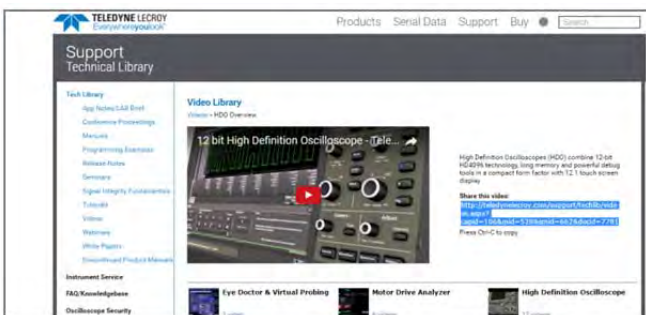 TELEDYNE LECROY
Everywhereyoulook
Products Serial Data Support Buy Search
Support
Technical Library
Tech Library
App Notes/LAB Brief
Conference Proceedings
Manuals
Programming Examples
Release Notes
Seminars
Signal Integrity Fundamentals
Tutorials
Videos
Webinars
White Papers
Discontinued Product Manuals
Instrument Service
FAQ/Knowledgebase
Oscilloscope Security
Video Library
Videos > HDO Overview
12 bit High Definition Oscilloscope - Tele...
High Definition Oscilloscopes (HDO) combine 12-bit
HD4096 technology, long memory and powerful debug
tools in a compact form factor with 12.1 touch screen
display
Share this video:
Press Ctrl-C to copy
Eye Doctor & Virtual Probing
Motor Drive Analyzer
High Definition Oscilloscope